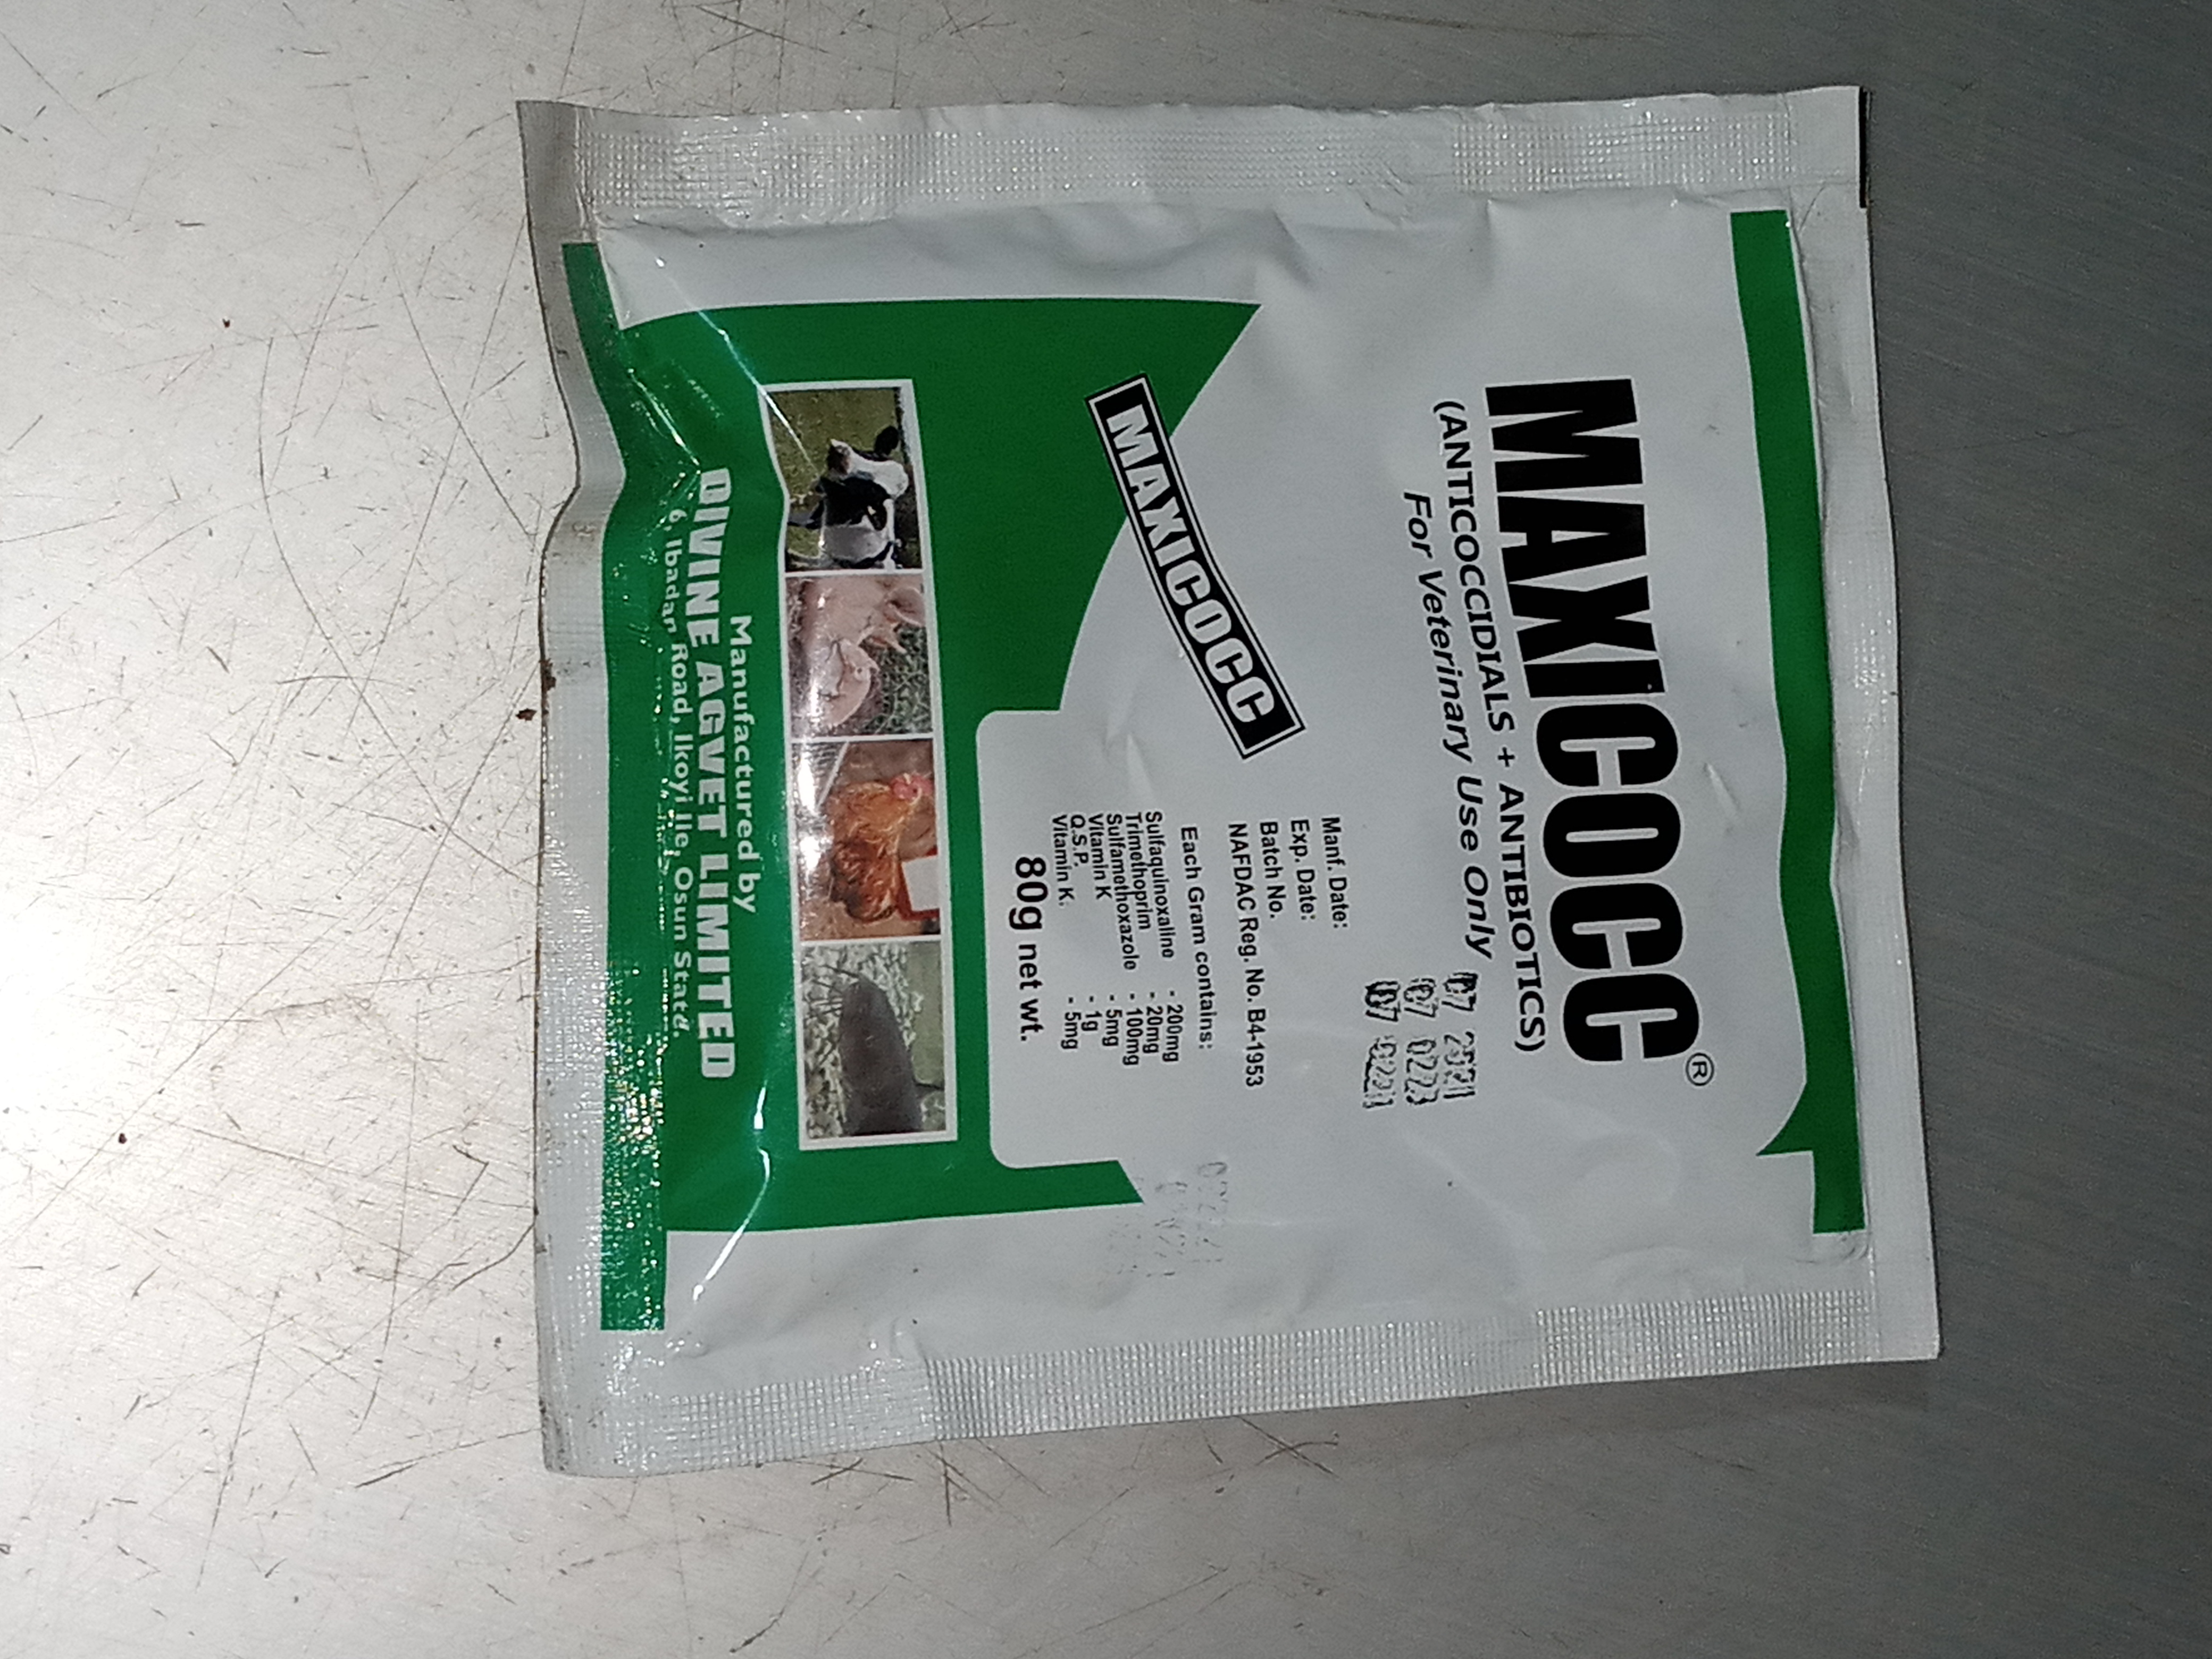 MAXICOCC®
(ANTICOCCIDIALS + ANTIBIOTICS)
For Veterinary Use Only
Manf. Date:
Exp. Date:
Batch No.
NAFDAC Reg. No. B4-1953
Each Gram contains:
Sulfaquinoxaline - 200mg
Trimethoprim - 20mg
Sulfamothoxazole - 100mg
Vitamin K - 5mg
Q.S.P. - 1g
Vitamin K. - 5mg
80g net wt.
MAXICOCC
Manufactured by
DIVINE AGVET LIMITED
6, Ibadan Road, Ikoyi Ile, Osun State.